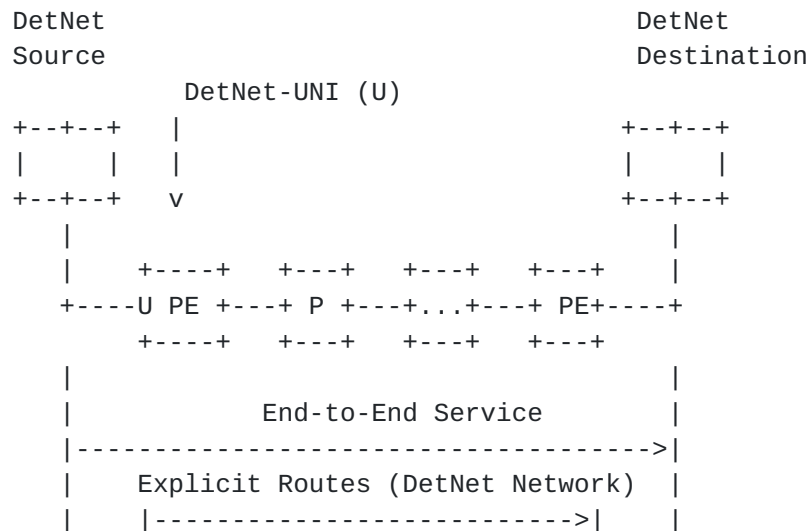 DetNet                                    DetNet
Source                                    Destination
           DetNet-UNI (U)
+--+--+   |                              +--+--+
|     |   |                              |     |
+--+--+   v                              +--+--+
   |                                        |
   |    +----+   +---+   +---+   +---+      |
   +----U PE +---+ P +---+...+---+ PE+----+
        +----+   +---+   +---+   +---+
   |                                        |
   |            End-to-End Service          |
   |--------------------------------------->|
   |    Explicit Routes (DetNet Network)    |
   |    |---------------------------->|     |